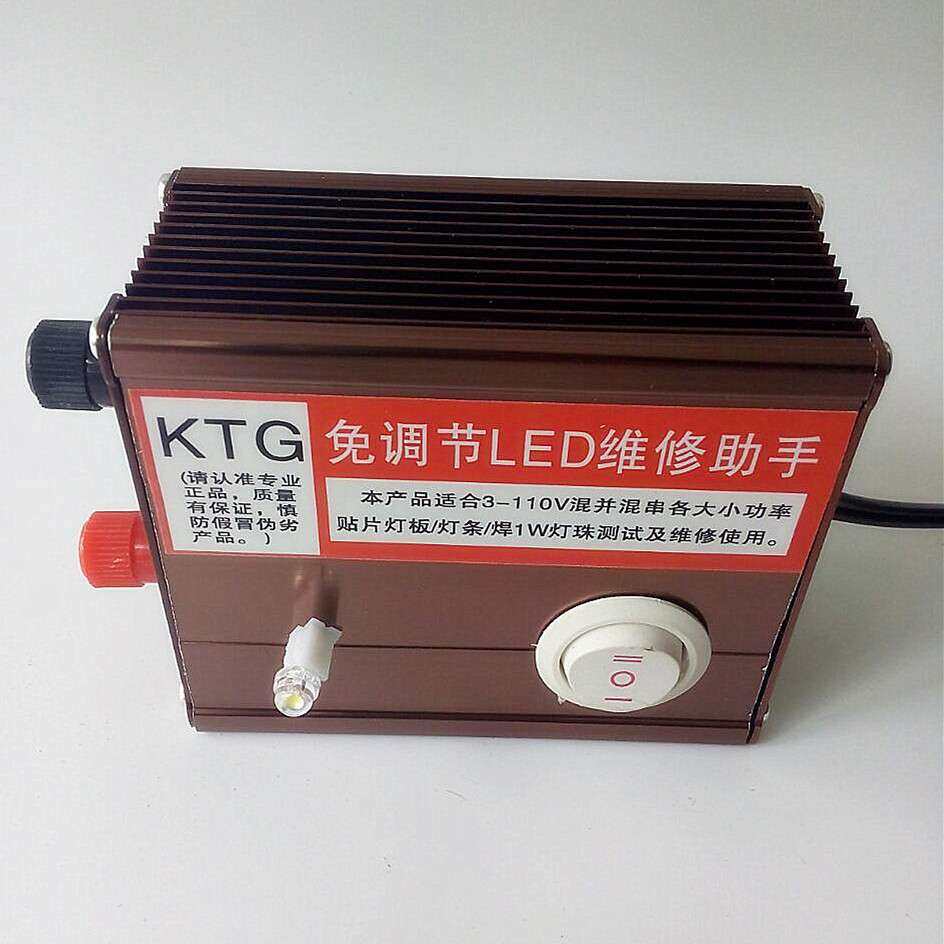 KTG
(请认准专业
正品，质量
有保证，慎
防假冒伪劣
产品。)
免调节LED维修助手
本产品适合3-110V混并混串各大小功率
贴片灯板/灯条/焊1W灯珠测试及维修使用。
II
O
I